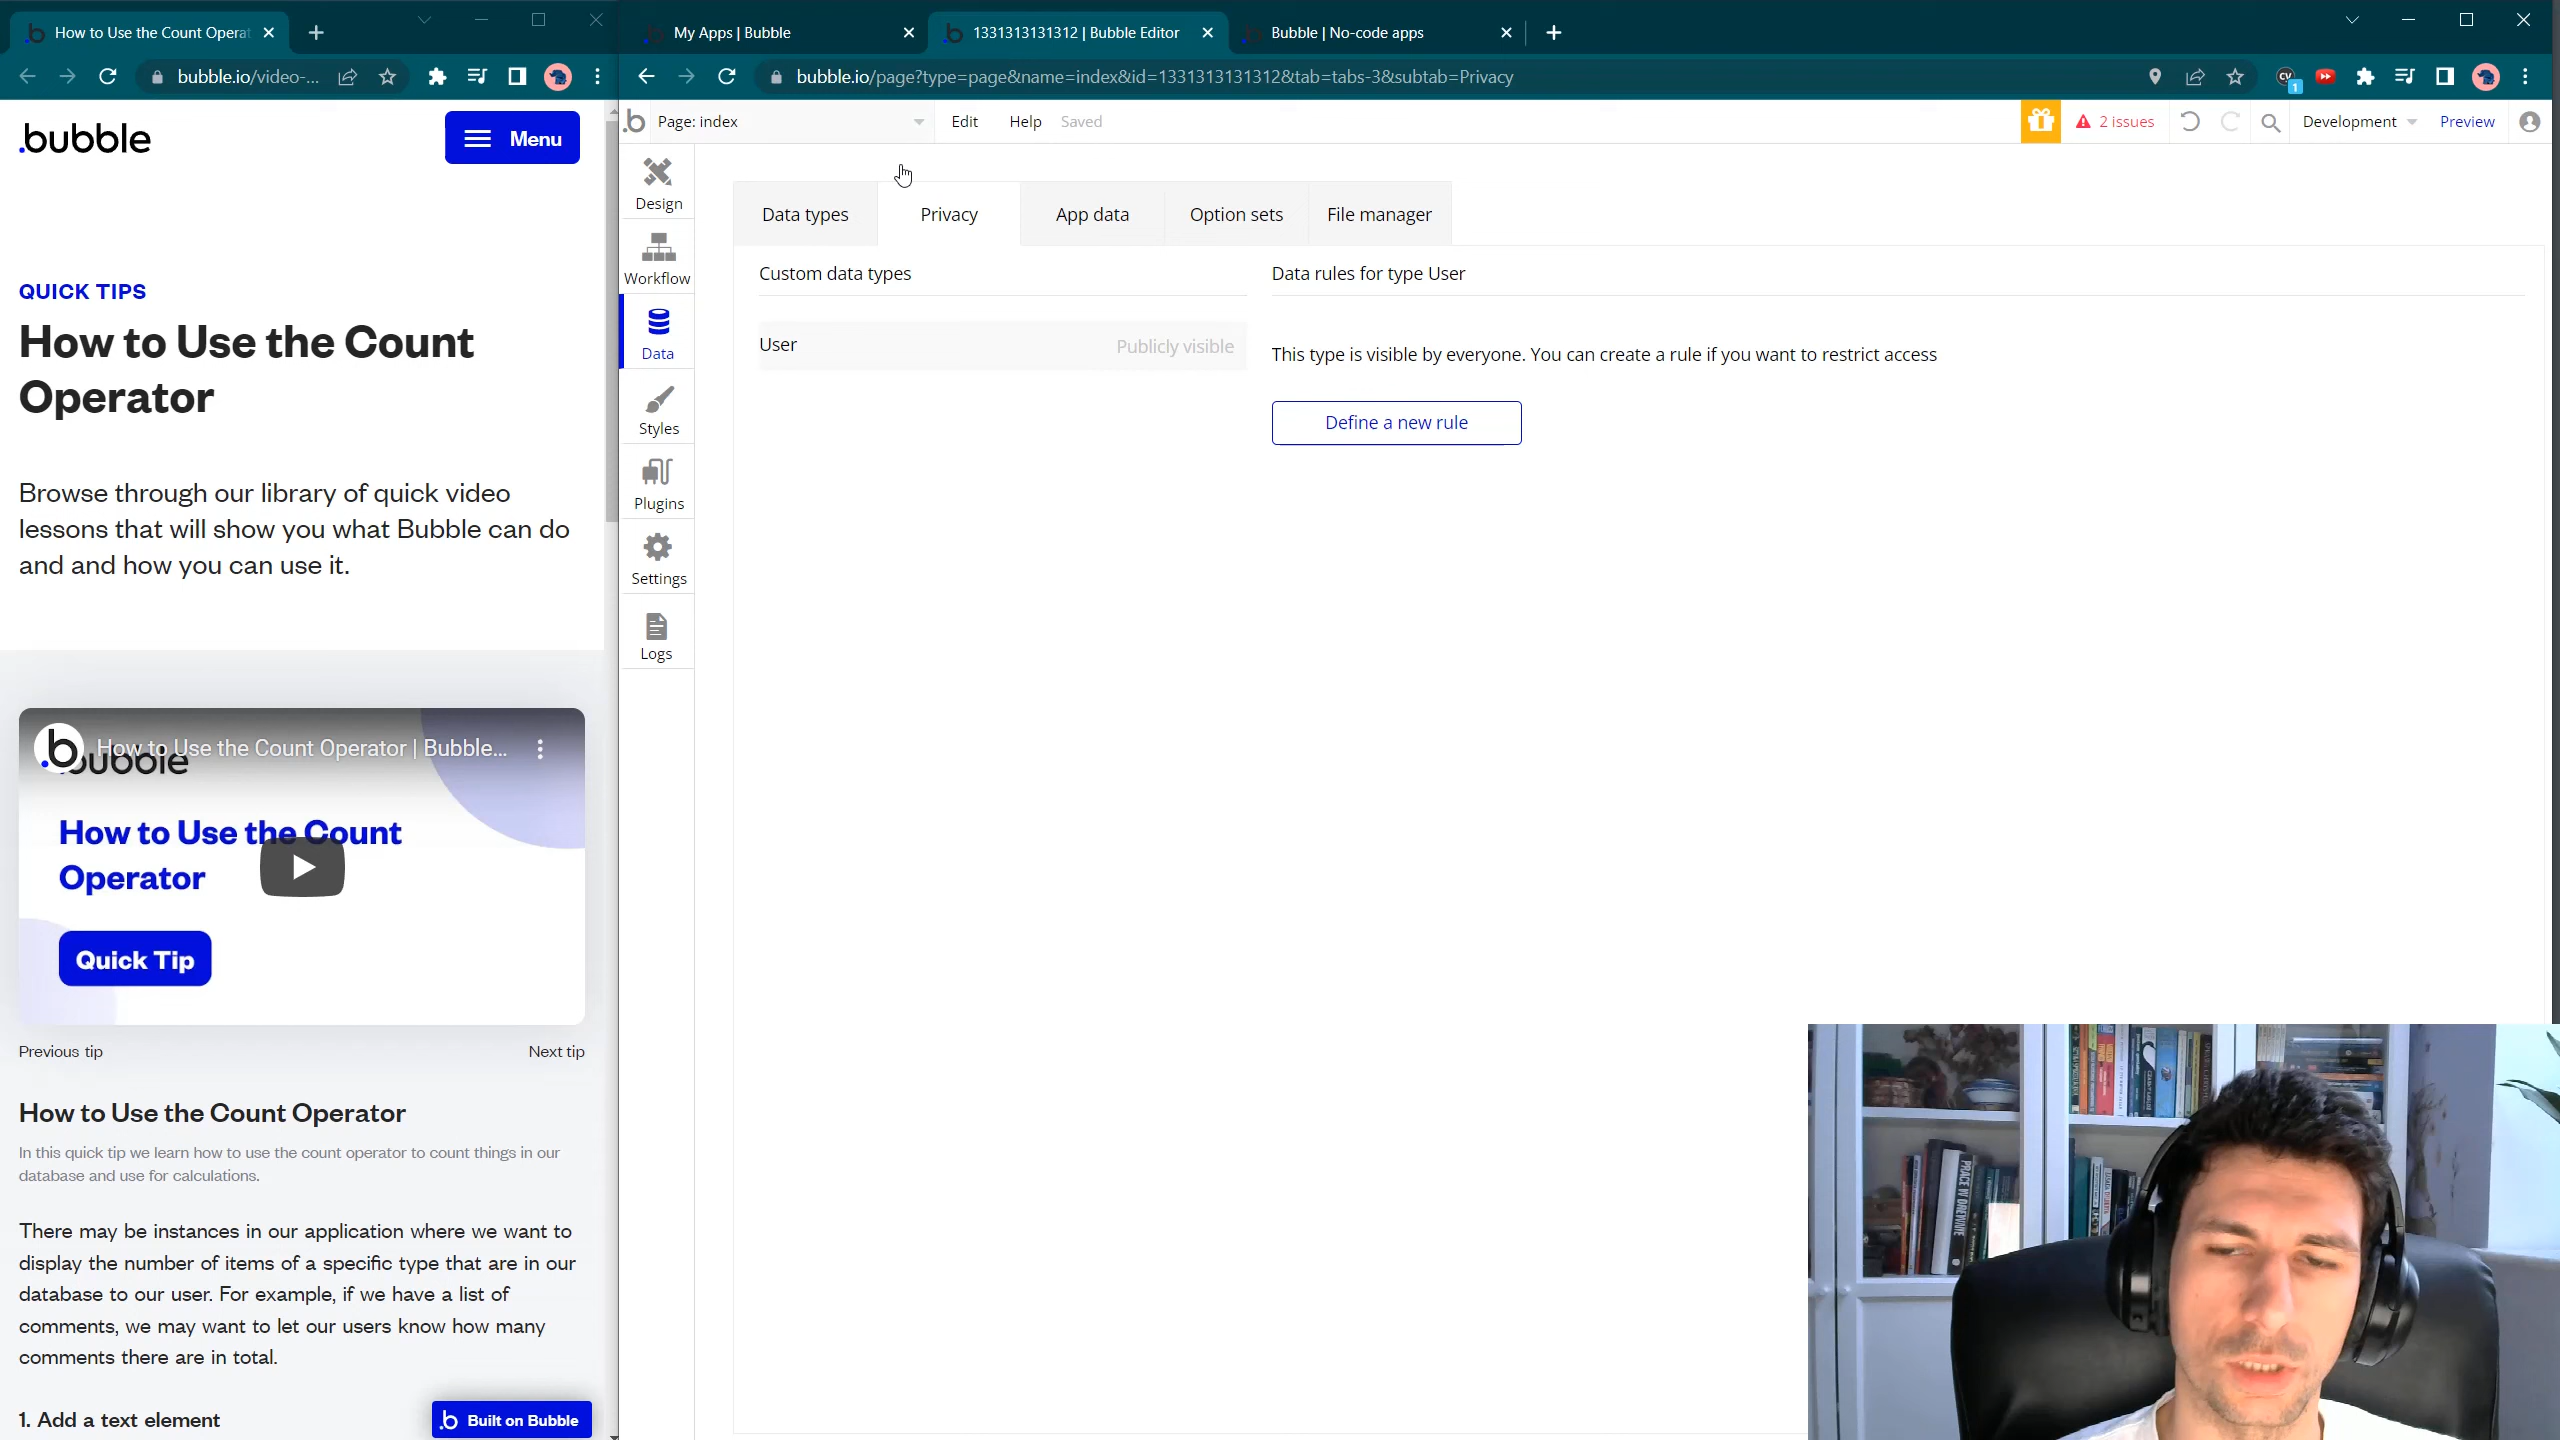 How to Use the Count Operat
bubble.io/video-...
My Apps | Bubble
1331313131312 | Bubble Editor
Bubble | No-code apps
bubble.io/page?type=page&name=index&id=1331313131312&tab=tabs-3&subtab=Privacy
.bubble
Menu
QUICK TIPS
How to Use the Count
Operator
Browse through our library of quick video
lessons that will show you what Bubble can do
and and how you can use it.
How to Use the Count Operator | Bubble...
.bubble
How to Use the Count
Operator
Quick Tip
Previous tip
Next tip
How to Use the Count Operator
In this quick tip we learn how to use the count operator to count things in our
database and use for calculations.
There may be instances in our application where we want to
display the number of items of a specific type that are in our
database to our user. For example, if we have a list of
comments, we may want to let our users know how many
comments there are in total.
1. Add a text element
Built on Bubble
Page: index
Edit
Help
Saved
2 issues
Development
Preview
Design
Workflow
Data
Styles
Plugins
Settings
Logs
Data types
Privacy
App data
Option sets
File manager
Custom data types
User
Publicly visible
Data rules for type User
This type is visible by everyone. You can create a rule if you want to restrict access
Define a new rule